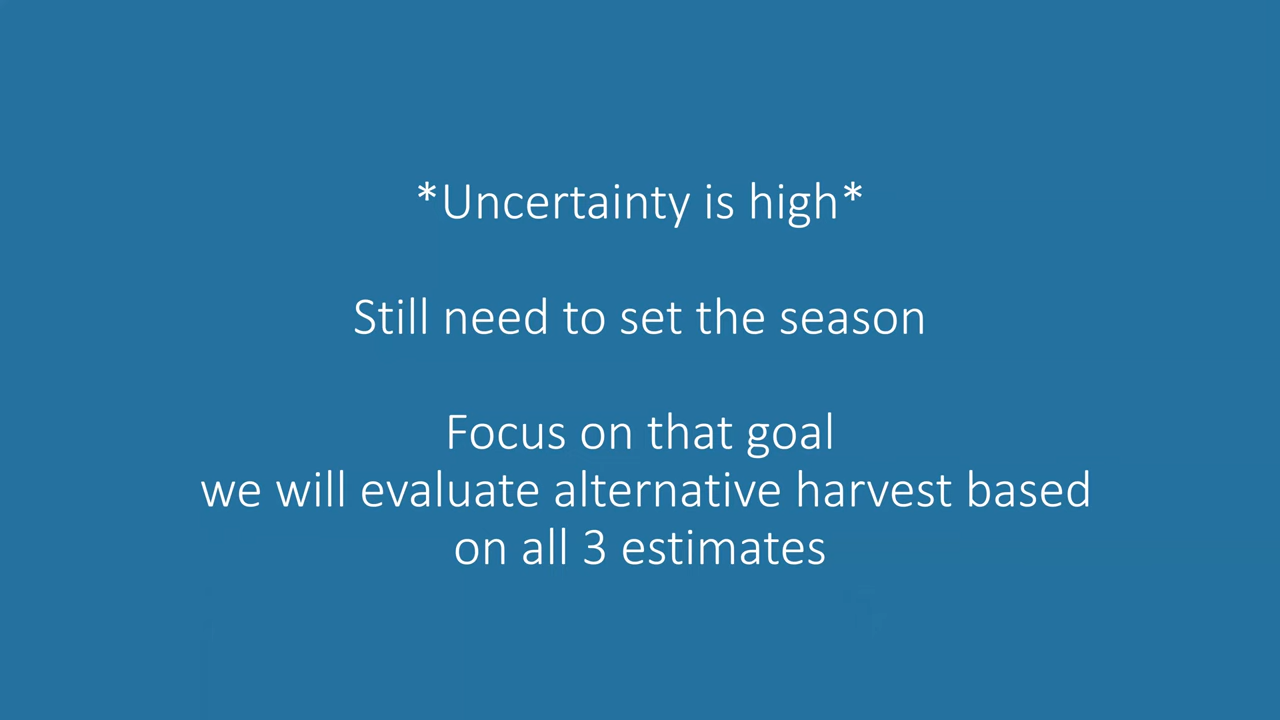 *Uncertainty is high*
Still need to set the season
Focus on that goal
we will evaluate alternative harvest based
on all 3 estimates